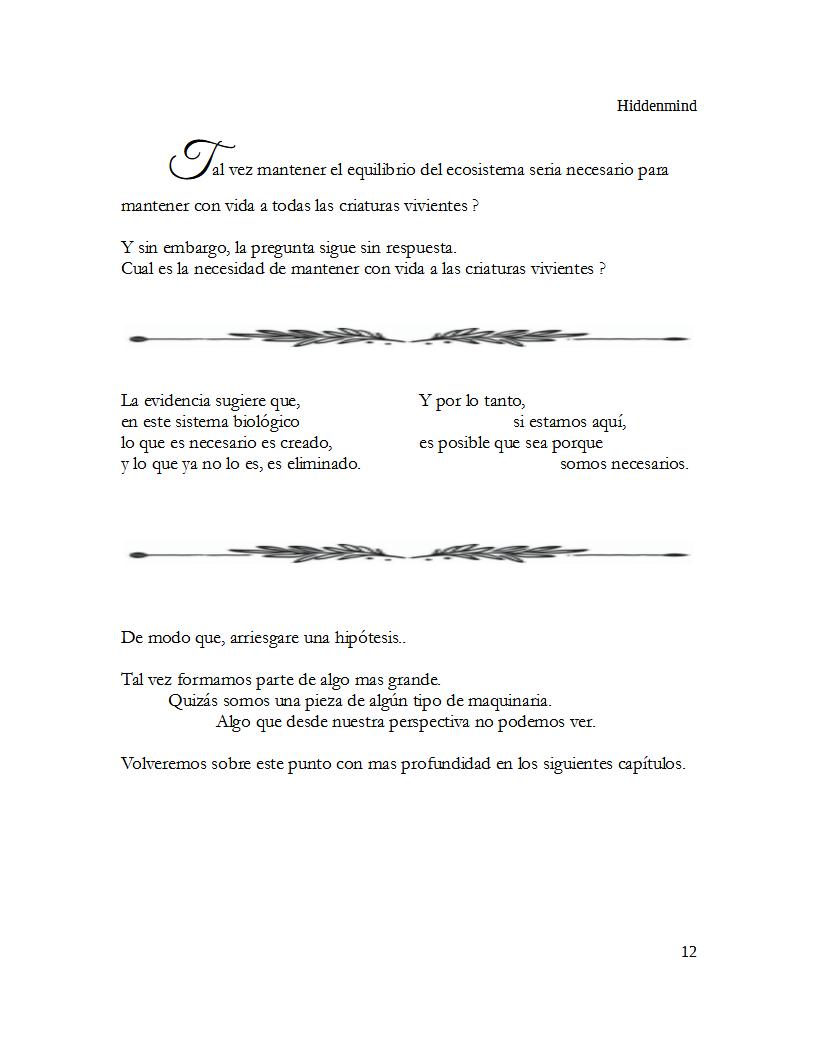 Hiddenmind
Tal vez mantener el equilibrio del ecosistema seria necesario para
mantener con vida a todas las criaturas vivientes ?
Y sin embargo, la pregunta sigue sin respuesta.
Cual es la necesidad de mantener con vida a las criaturas vivientes ?
La evidencia sugiere que,
en este sistema biológico
lo que es necesario es creado,
y lo que ya no lo es, es eliminado.
Y por lo tanto,
si estamos aquí,
es posible que sea porque
somos necesarios.
De modo que, arriesgare una hipótesis..
Tal vez formamos parte de algo mas grande.
Quizás somos una pieza de algún tipo de maquinaria.
Algo que desde nuestra perspectiva no podemos ver.
Volveremos sobre este punto con mas profundidad en los siguientes capítulos.
12